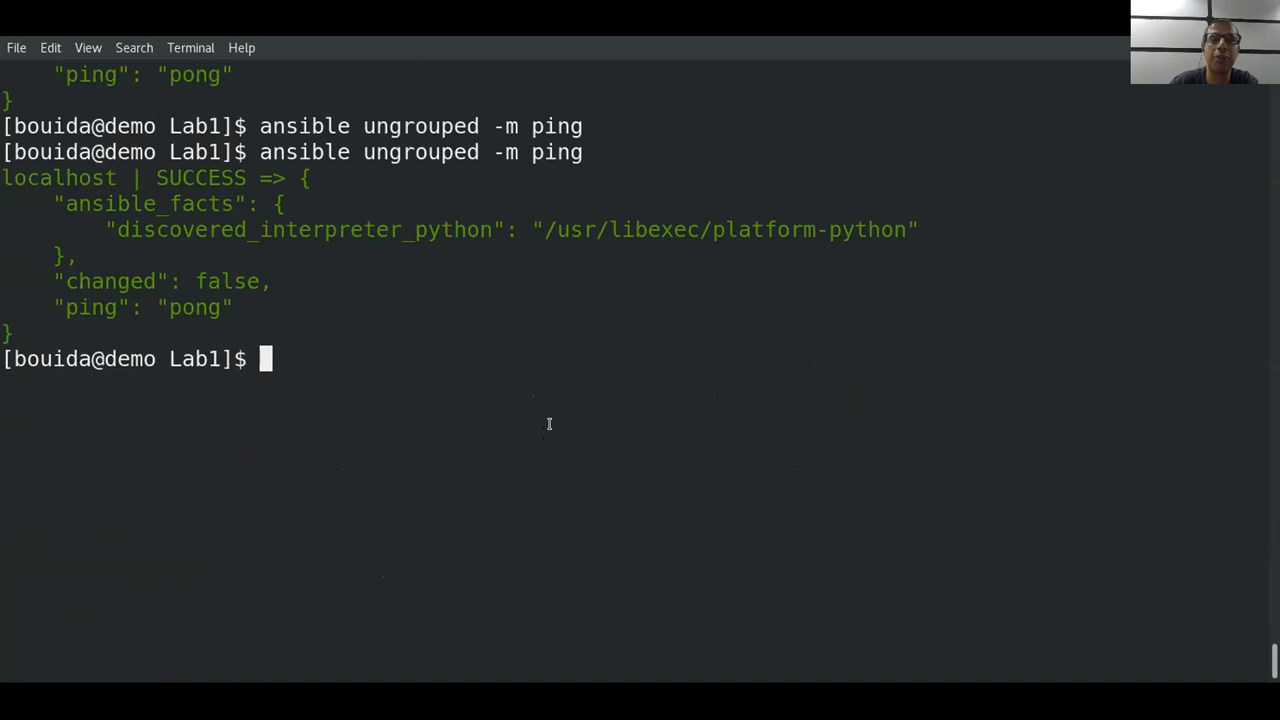 File Edit View Search Terminal Help
    "ping": "pong"
}
[bouida@demo Lab1]$ ansible ungrouped -m ping
[bouida@demo Lab1]$ ansible ungrouped -m ping
localhost | SUCCESS => {
    "ansible_facts": {
        "discovered_interpreter_python": "/usr/libexec/platform-python"
    },
    "changed": false,
    "ping": "pong"
}
[bouida@demo Lab1]$